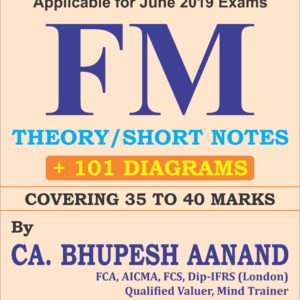 Applicable for June 2019 Exams
FM
THEORY/SHORT NOTES
+ 101 DIAGRAMS
COVERING 35 TO 40 MARKS
By
CA. BHUPESH AANAND
FCA, AICMA, FCS, Dip-IFRS (London)
Qualified Valuer, Mind Trainer